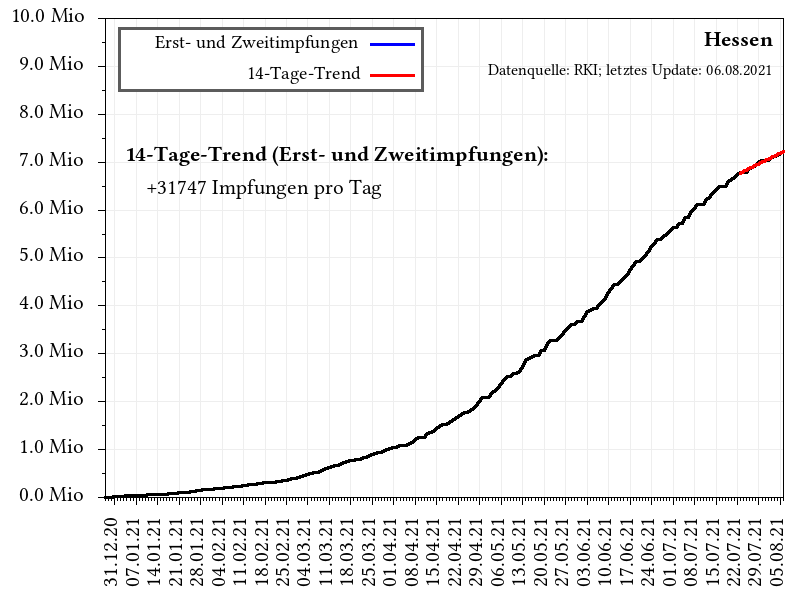 Hessen
Datenquelle: RKI; letztes Update: 06.08.2021
Erst- und Zweitimpfungen
14-Tage-Trend
14-Tage-Trend (Erst- und Zweitimpfungen):
+31747 Impfungen pro Tag
10.0 Mio
9.0 Mio
8.0 Mio
7.0 Mio
6.0 Mio
5.0 Mio
4.0 Mio
3.0 Mio
2.0 Mio
1.0 Mio
0.0 Mio
31.12.20
07.01.21
14.01.21
21.01.21
28.01.21
04.02.21
11.02.21
18.02.21
25.02.21
04.03.21
11.03.21
18.03.21
25.03.21
01.04.21
08.04.21
15.04.21
22.04.21
29.04.21
06.05.21
13.05.21
20.05.21
27.05.21
03.06.21
10.06.21
17.06.21
24.06.21
01.07.21
08.07.21
15.07.21
22.07.21
29.07.21
05.08.21